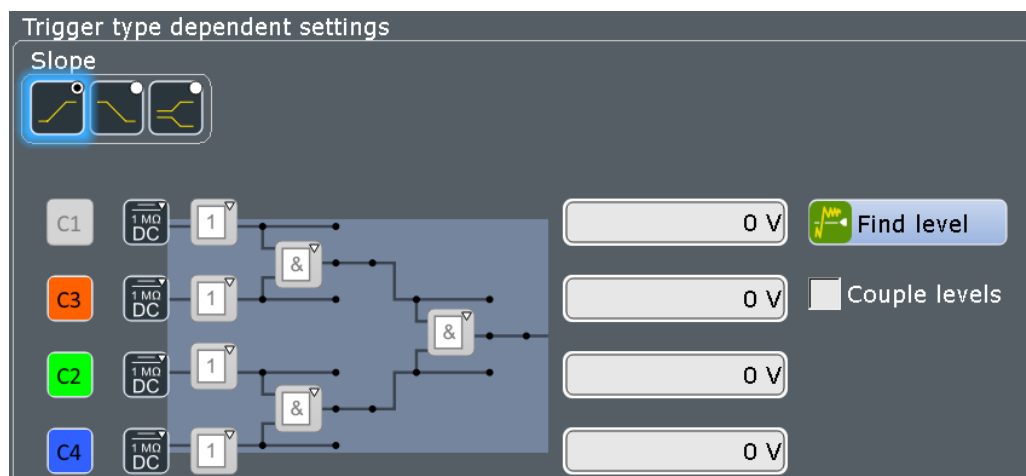 Trigger type dependent settings
Slope
C1 1 MΩ DC 1 0 V Find level
&
C3 1 MΩ DC 1 0 V Couple levels
&
C2 1 MΩ DC 1 0 V
&
C4 1 MΩ DC 1 0 V